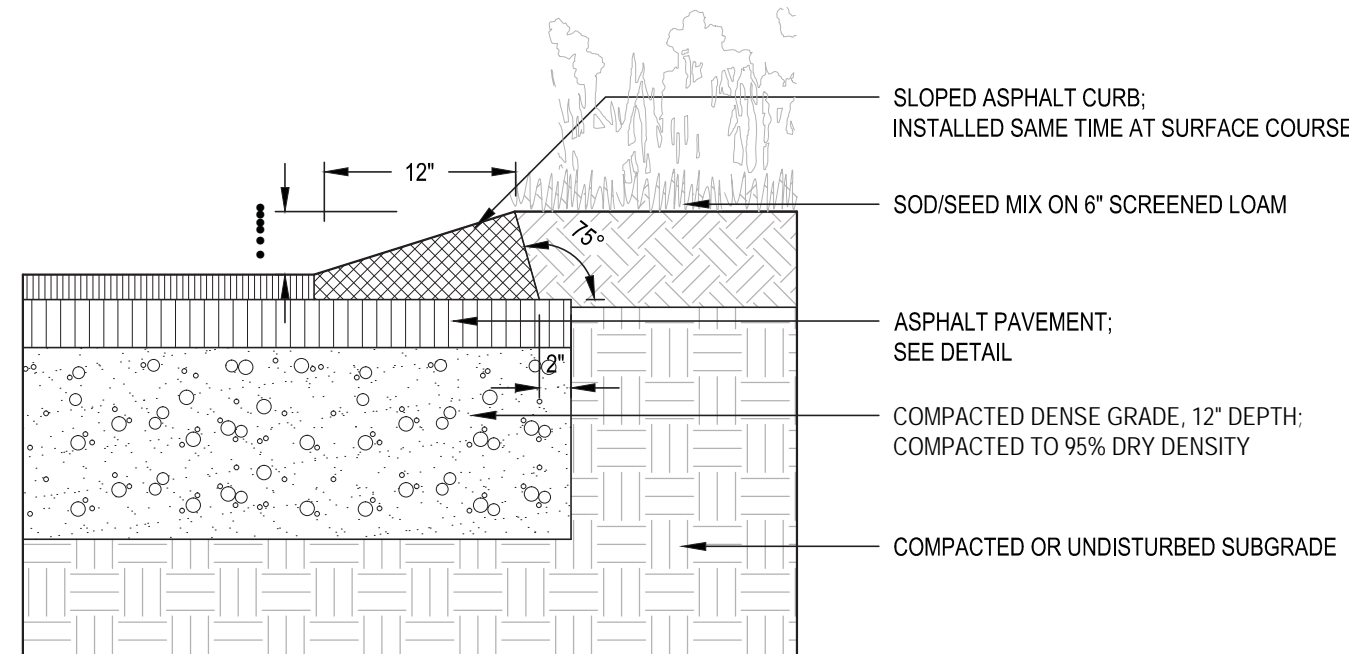 SLOPED ASPHALT CURB;
INSTALLED SAME TIME AT SURFACE COURSE
12"
SOD/SEED MIX ON 6" SCREENED LOAM
75°
ASPHALT PAVEMENT;
SEE DETAIL
2"
COMPACTED DENSE GRADE, 12" DEPTH;
COMPACTED TO 95% DRY DENSITY
COMPACTED OR UNDISTURBED SUBGRADE